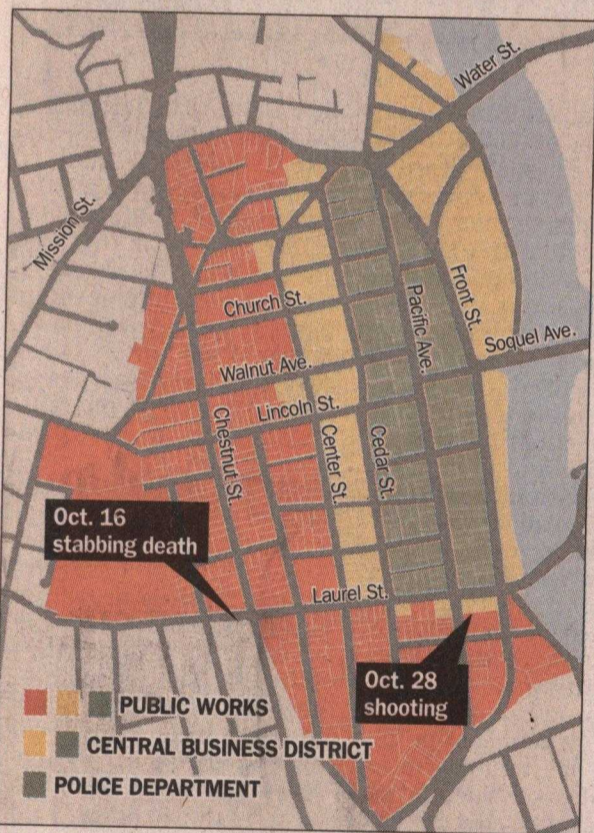 Water St.
Mission St.
Church St.
Pacific Ave.
Front St.
Soquel Ave.
Walnut Ave.
Lincoln St.
Chestnut St.
Center St.
Cedar St.
Oct. 16
stabbing death
Laurel St.
Oct. 28
shooting
PUBLIC WORKS
CENTRAL BUSINESS DISTRICT
POLICE DEPARTMENT